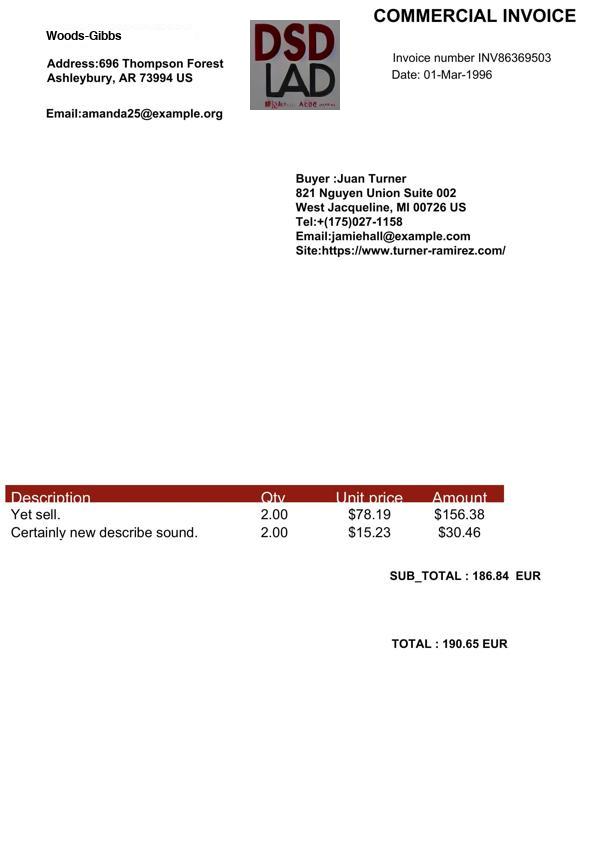 COMMERCIAL INVOICE
Woods-Gibbs
Address:696 Thompson Forest
Ashleybury, AR 73994 US
Email:amanda25@example.org
DSD
LAD
Invoice number INV86369503
Date: 01-Mar-1996
Buyer :Juan Turner
821 Nguyen Union Suite 002
West Jacqueline, MI 00726 US
Tel:+(175)027-1158
Email:jamiehall@example.com
Site:https://www.turner-ramirez.com/
Description Qty Unit price Amount
Yet sell. 2.00 $78.19 $156.38
Certainly new describe sound. 2.00 $15.23 $30.46
SUB_TOTAL : 186.84 EUR
TOTAL : 190.65 EUR